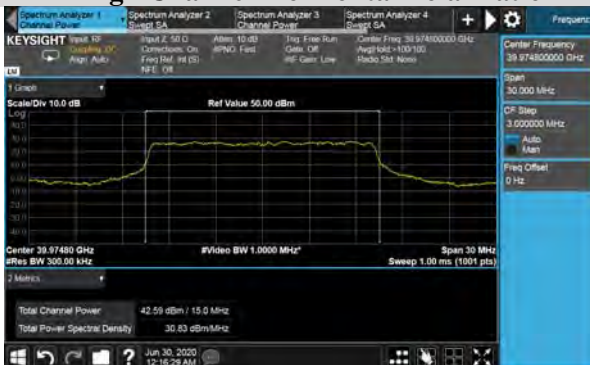 Spectrum Analyzer 1
Channel Power
Spectrum Analyzer 2
Swept SA
Spectrum Analyzer 3
Channel Power
Spectrum Analyzer 4
Swept SA
Frequenc
KEYSIGHT
Input: RF
Coupling: DC
Align: Auto
Input Z: 50 Ω
Corrections: On
Freq Ref: Int (S)
NFE: Off
Atten: 10 dB
#PNO: Fast
Trig: Free Run
Gate: Off
#IF Gain: Low
Center Freq: 39.974800000 GHz
Avg|Hold:>100/100
Radio Std: None
LM
Center Frequency
39.974800000 GHz
Span
30.000 MHz
CF Step
3.000000 MHz
Auto
Man
Freq Offset
0 Hz
1 Graph
Scale/Div 10.0 dB
Ref Value 50.00 dBm
Log
Center 39.97480 GHz
#Video BW 1.0000 MHz*
Span 30 MHz
#Res BW 300.00 kHz
Sweep 1.00 ms (1001 pts)
2 Metrics
Total Channel Power
42.59 dBm / 15.0 MHz
Total Power Spectral Density
30.83 dBm/MHz
?
Jun 30, 2020
12:16:29 AM